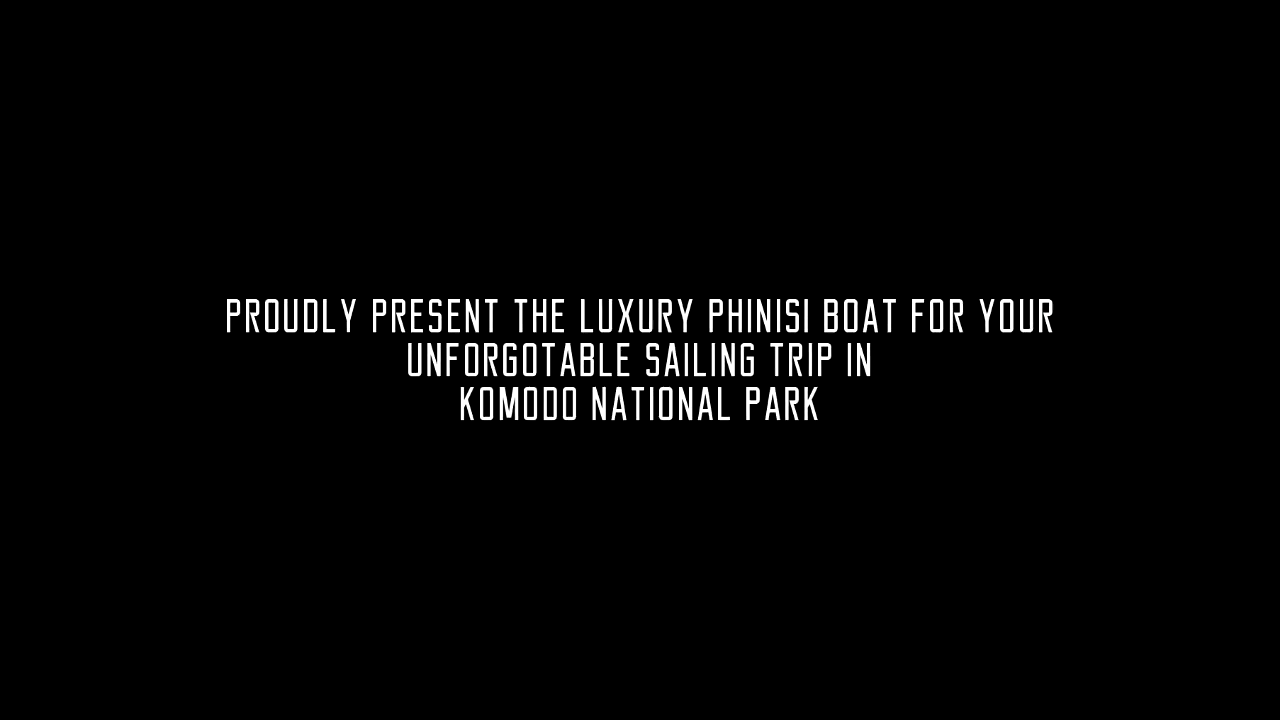 PROUDLY PRESENT THE LUXURY PHINISI BOAT FOR YOUR
UNFORGOTABLE SAILING TRIP IN
KOMODO NATIONAL PARK